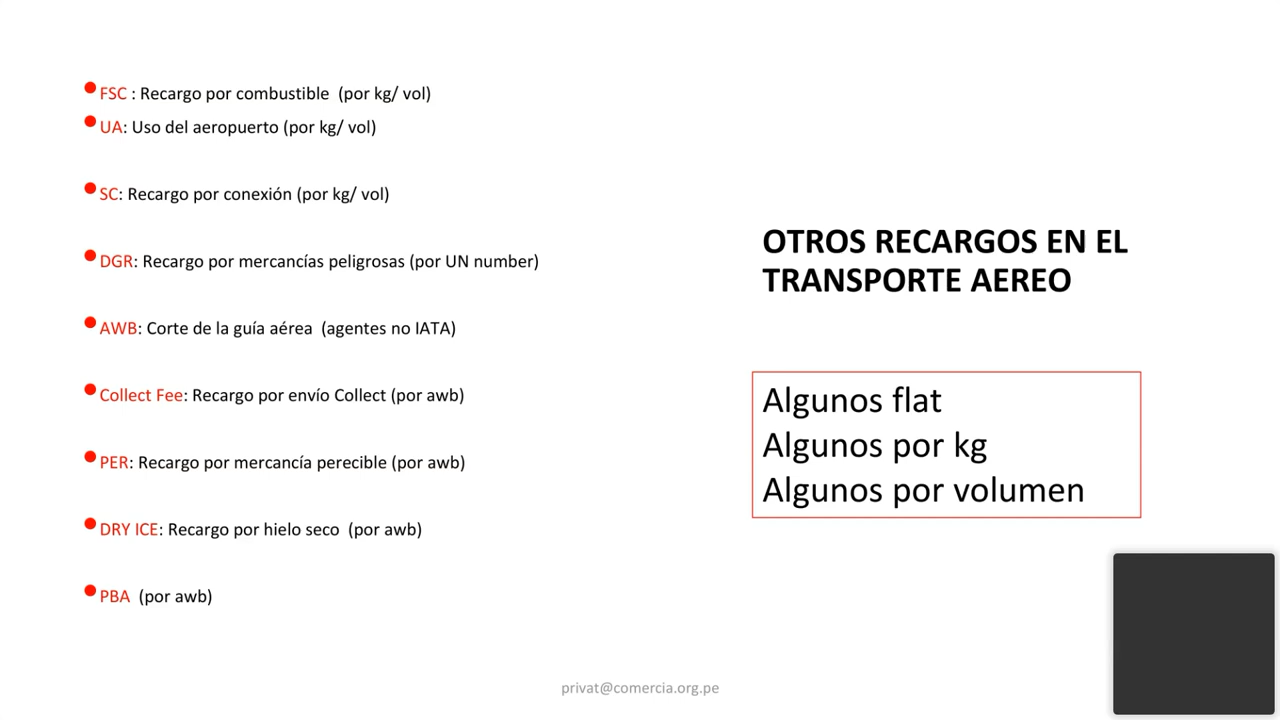 FSC : Recargo por combustible (por kg/ vol)
UA: Uso del aeropuerto (por kg/ vol)
SC: Recargo por conexión (por kg/ vol)
DGR: Recargo por mercancías peligrosas (por UN number)
AWB: Corte de la guía aérea (agentes no IATA)
Collect Fee: Recargo por envío Collect (por awb)
PER: Recargo por mercancía perecible (por awb)
DRY ICE: Recargo por hielo seco (por awb)
PBA (por awb)
OTROS RECARGOS EN EL
TRANSPORTE AEREO
Algunos flat
Algunos por kg
Algunos por volumen
privat@comercia.org.pe